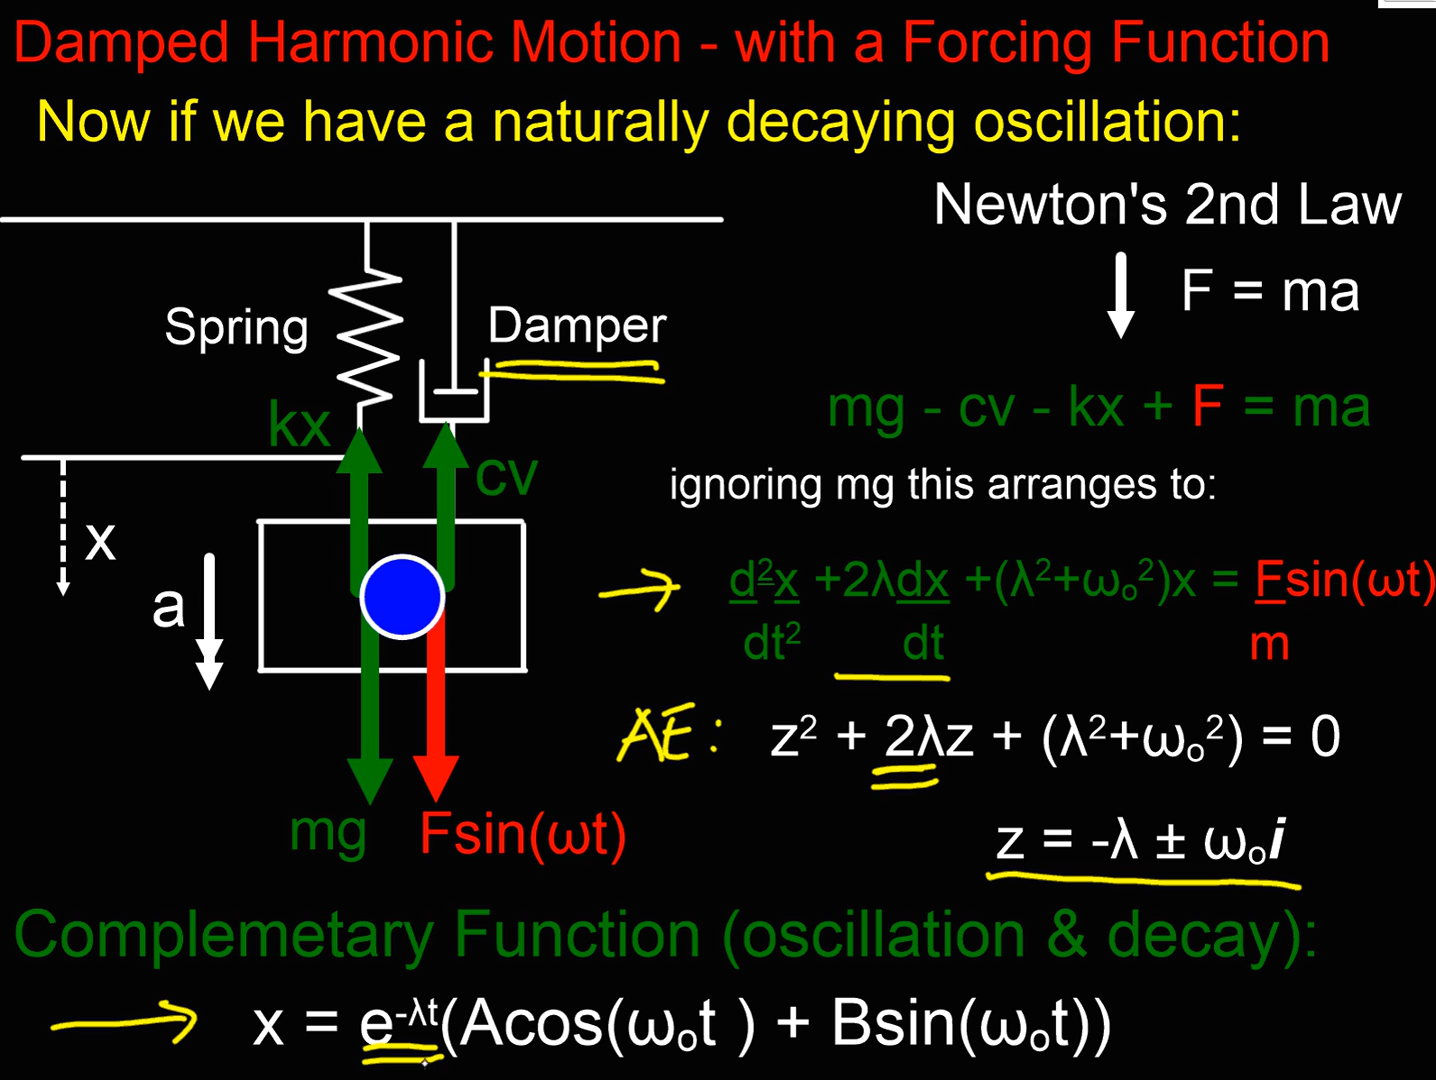 Damped Harmonic Motion - with a Forcing Function
Now if we have a naturally decaying oscillation:
Newton's 2nd Law
F = ma
Spring
Damper
mg - cv - kx + F = ma
kx
cv
ignoring mg this arranges to:
x
a
d²x +2λdx +(λ²+ωₒ²)x = Fsin(ωt)
dt² dt m
AE: z² + 2λz + (λ²+ωₒ²) = 0
mg
Fsin(ωt)
z = -λ ± ωₒi
Complemetary Function (oscillation & decay):
x = e^-λt(Acos(ωₒt ) + Bsin(ωₒt))